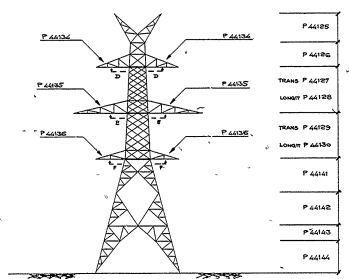 P 44125
P 44134 P 44134
P 44126
D D
TRANS P 44127
P 44135 P 44135
LONGIT P 44128
E E
TRANS P 44129
P 44136 P 44136
LONGIT P 44130
F F
P 44141
P 44142
P 44143
P 44144